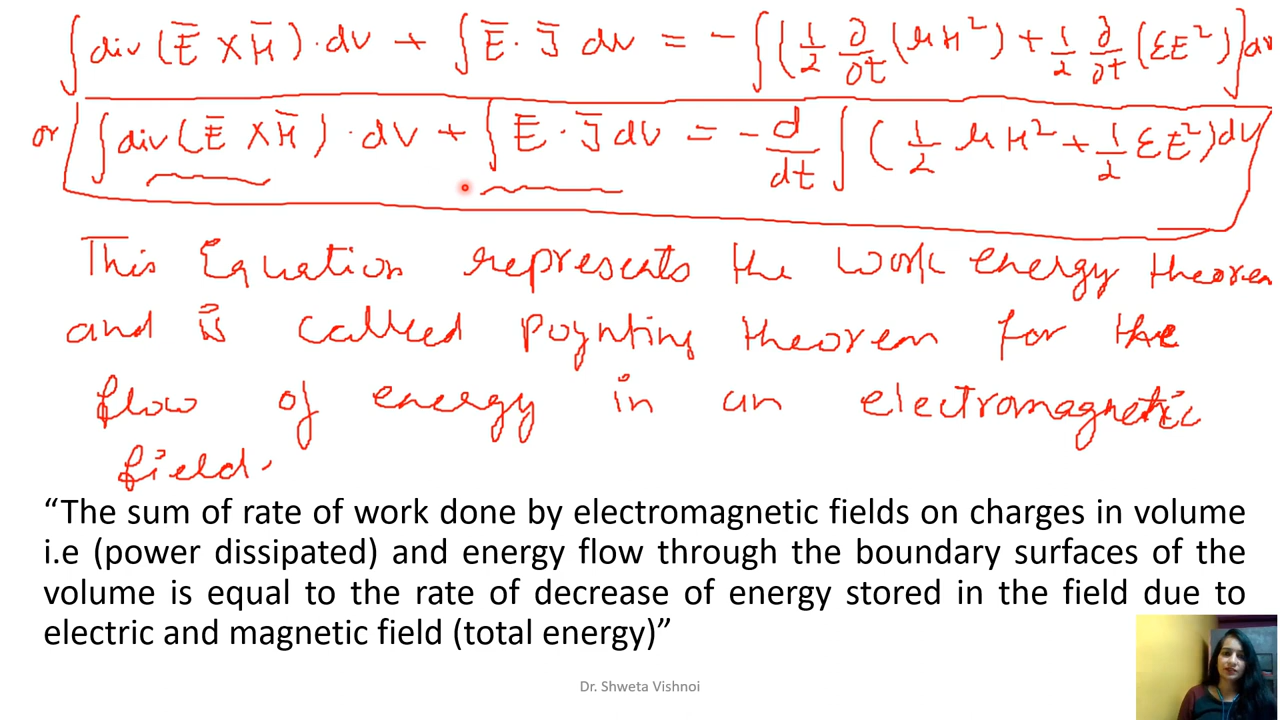 ∫div(E̅ X H̅).dv + ∫E̅. J̅ dv = - ∫(1/2 ∂/∂t (μH²) + 1/2 ∂/∂t (εE²)]dv
or ∫div(E̅ X H̅).dV + ∫E̅. J̅ dV = - d/dt ∫(1/2 μH² + 1/2 εE²)dV
This Equation represents the work energy theorem
and is called Poynting theorem for the
flow of energy in an electromagnetic
field.
“The sum of rate of work done by electromagnetic fields on charges in volume
i.e (power dissipated) and energy flow through the boundary surfaces of the
volume is equal to the rate of decrease of energy stored in the field due to
electric and magnetic field (total energy)”
Dr. Shweta Vishnoi